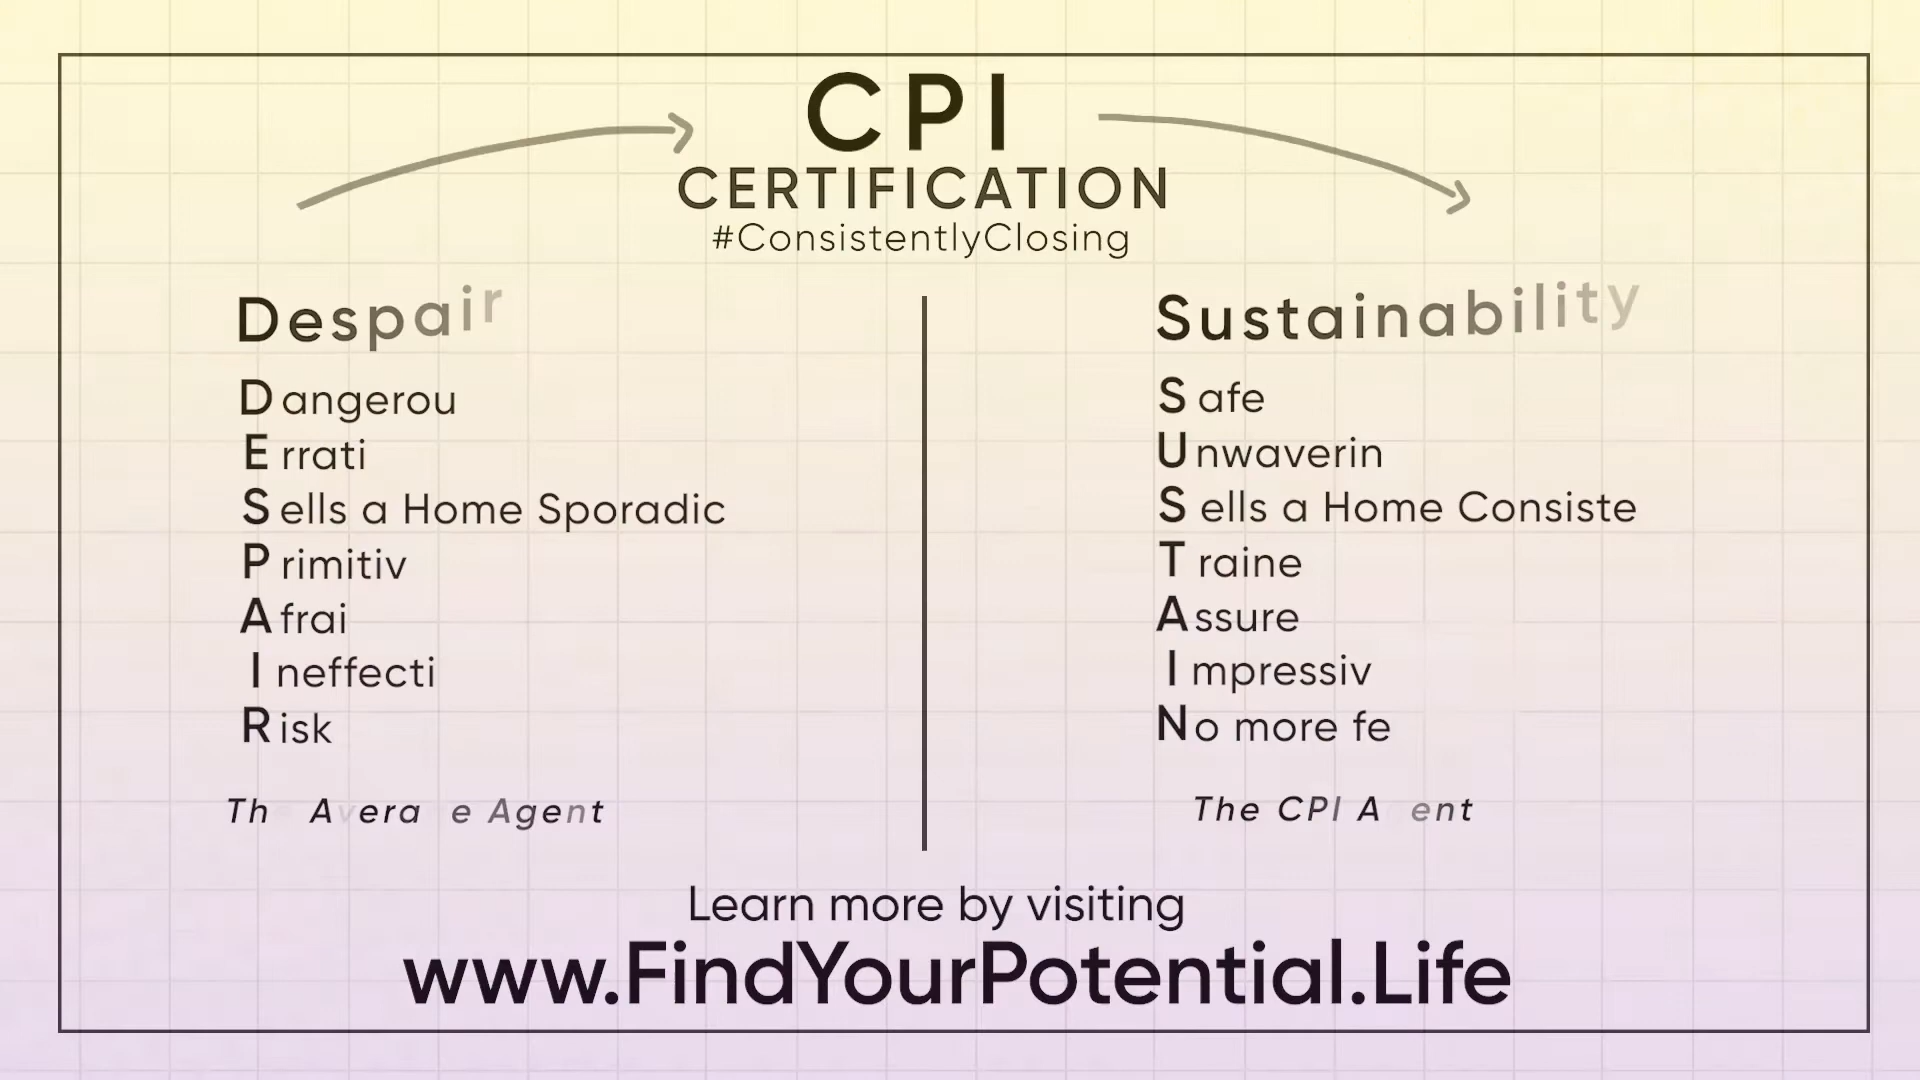 CPI
CERTIFICATION
#ConsistentlyClosing
Despair
Dangerou
Errati
Sells a Home Sporadic
Primitiv
Afrai
Ineffecti
Risk
Th Avera e Agent
Sustainability
Safe
Unwaverin
Sells a Home Consiste
Traine
Assure
Impressiv
No more fe
The CPI A ent
Learn more by visiting
www.FindYourPotential.Life